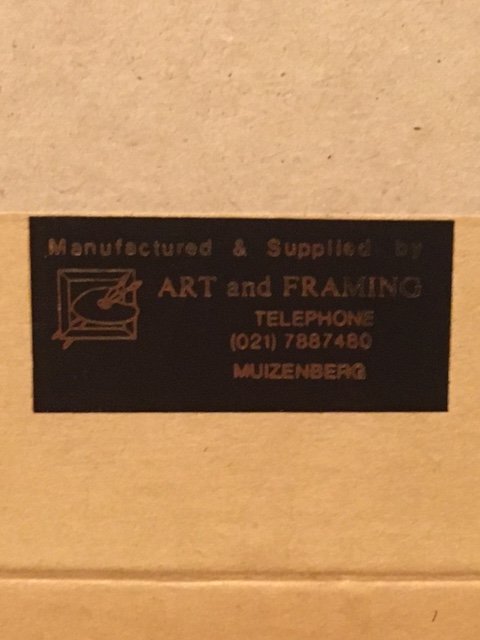 Manufactured & Supplied by
ART and FRAMING
TELEPHONE
(021) 7887480
MUIZENBERG